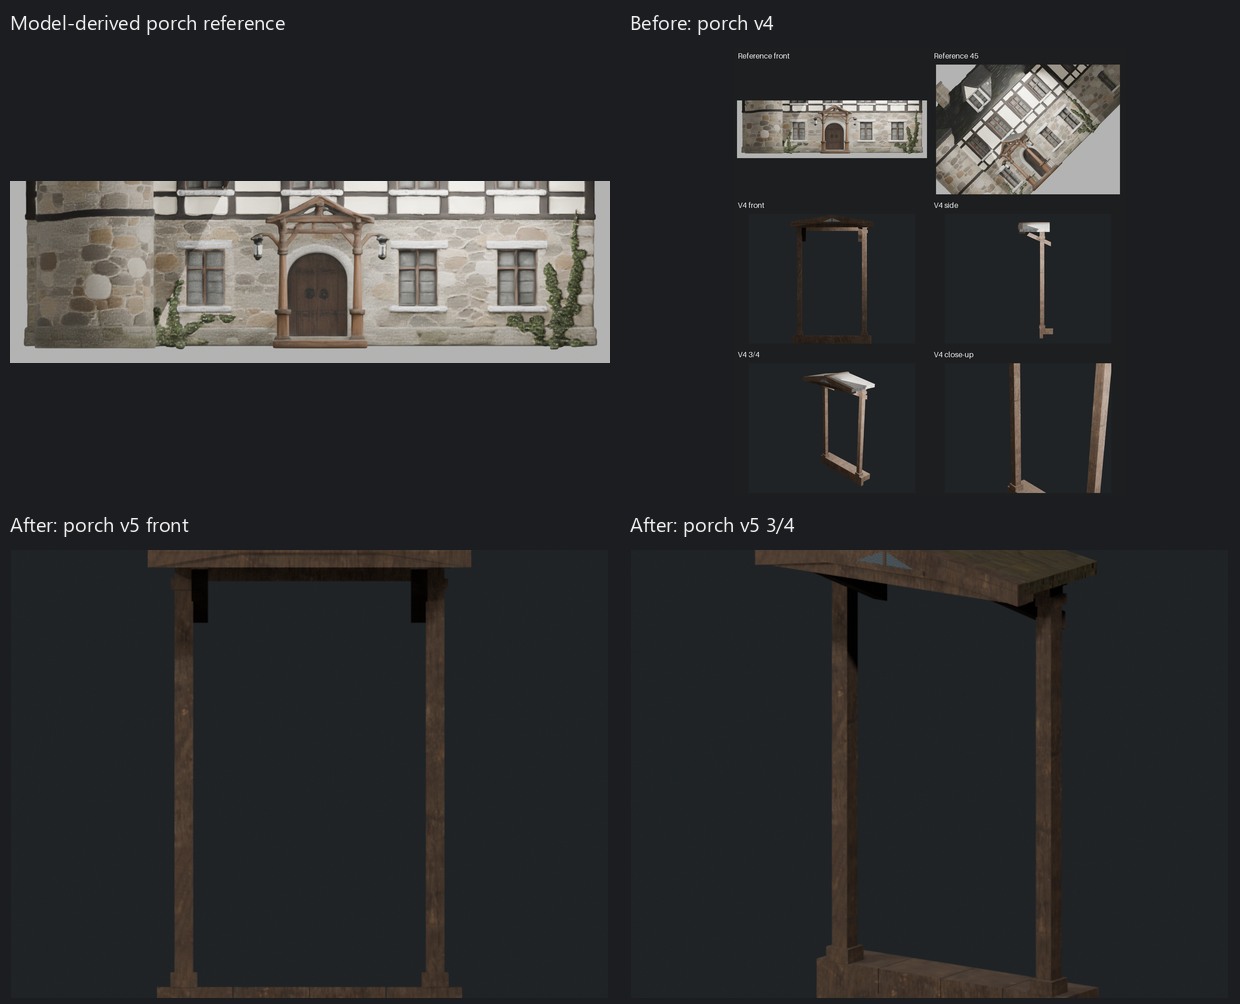 Model-derived porch reference
Before: porch v4
Reference front
Reference 45
V4 front
V4 side
V4 3/4
V4 close-up
After: porch v5 front
After: porch v5 3/4